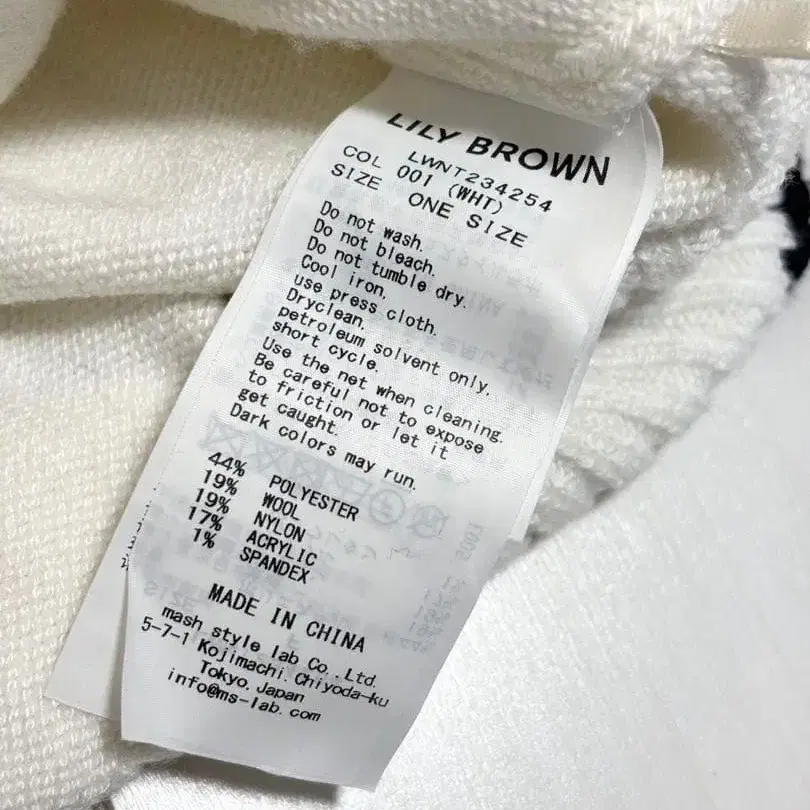 LILY BROWN
LWNT234254
COL 001 (WHT)
SIZE ONE SIZE
Do not wash.
Do not bleach.
Do not tumble dry.
Cool iron.
use press cloth.
Dryclean.
petroleum solvent only,
short cycle.
Use the net when cleaning.
Be careful not to expose
to friction or let it
get caught.
Dark colors may run.
44% POLYESTER
19% WOOL
19% NYLON
17% ACRYLIC
1% SPANDEX
MADE IN CHINA
mash style lab Co.,Ltd.
5-7-1 Kojimachi,Chiyoda-ku
Tokyo,Japan
info@ms-lab.com